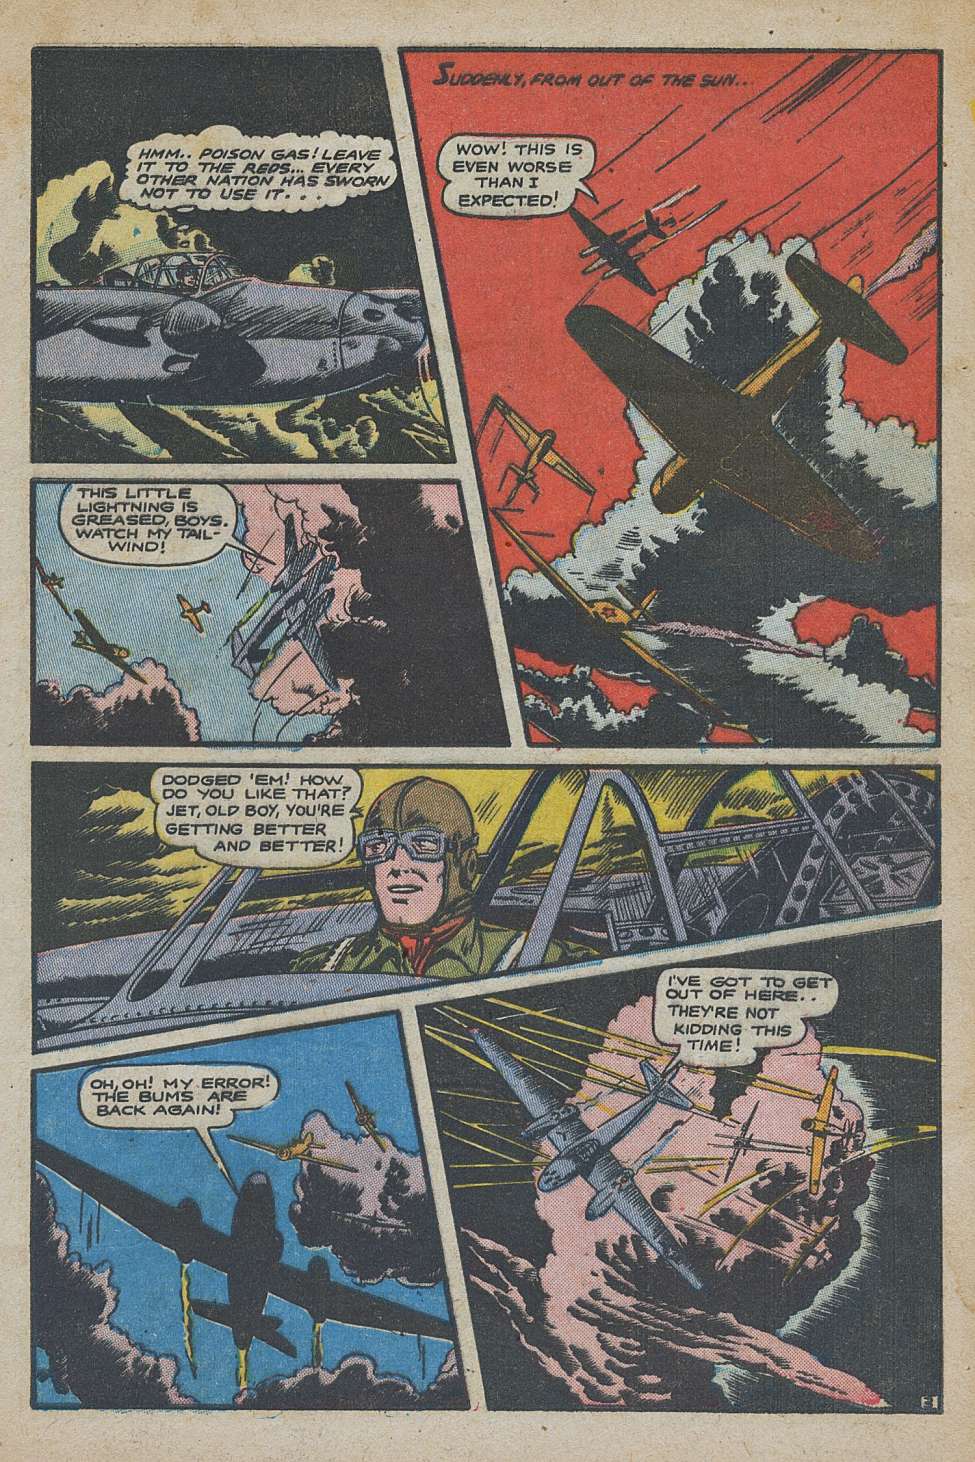 HMM.. POISON GAS! LEAVE
IT TO THE REDS... EVERY
OTHER NATION HAS SWORN
NOT TO USE IT...
SUDDENLY, FROM OUT OF THE SUN...
WOW! THIS IS
EVEN WORSE
THAN I
EXPECTED!
THIS LITTLE
LIGHTNING IS
GREASED, BOYS.
WATCH MY TAIL-
WIND!
DODGED 'EM! HOW
DO YOU LIKE THAT?
JET, OLD BOY, YOU'RE
GETTING BETTER
AND BETTER!
OH, OH! MY ERROR!
THE BUMS ARE
BACK AGAIN!
I'VE GOT TO GET
OUT OF HERE..
THEY'RE NOT
KIDDING THIS
TIME!
3